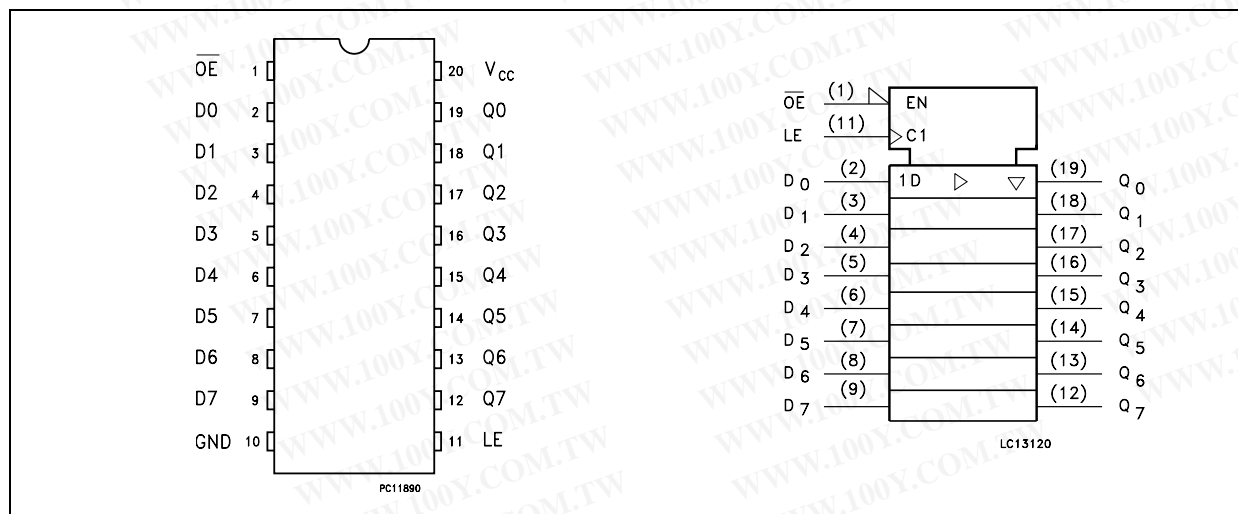 OE 1 20 VCC
D0 2 19 Q0
D1 3 18 Q1
D2 4 17 Q2
D3 5 16 Q3
D4 6 15 Q4
D5 7 14 Q5
D6 8 13 Q6
D7 9 12 Q7
GND 10 11 LE
PC11890
OE (1) EN
LE (11) C1
D0 (2) 1D (19) Q0
D1 (3) (18) Q1
D2 (4) (17) Q2
D3 (5) (16) Q3
D4 (6) (15) Q4
D5 (7) (14) Q5
D6 (8) (13) Q6
D7 (9) (12) Q7
LC13120
WWW.100Y.COM.TW